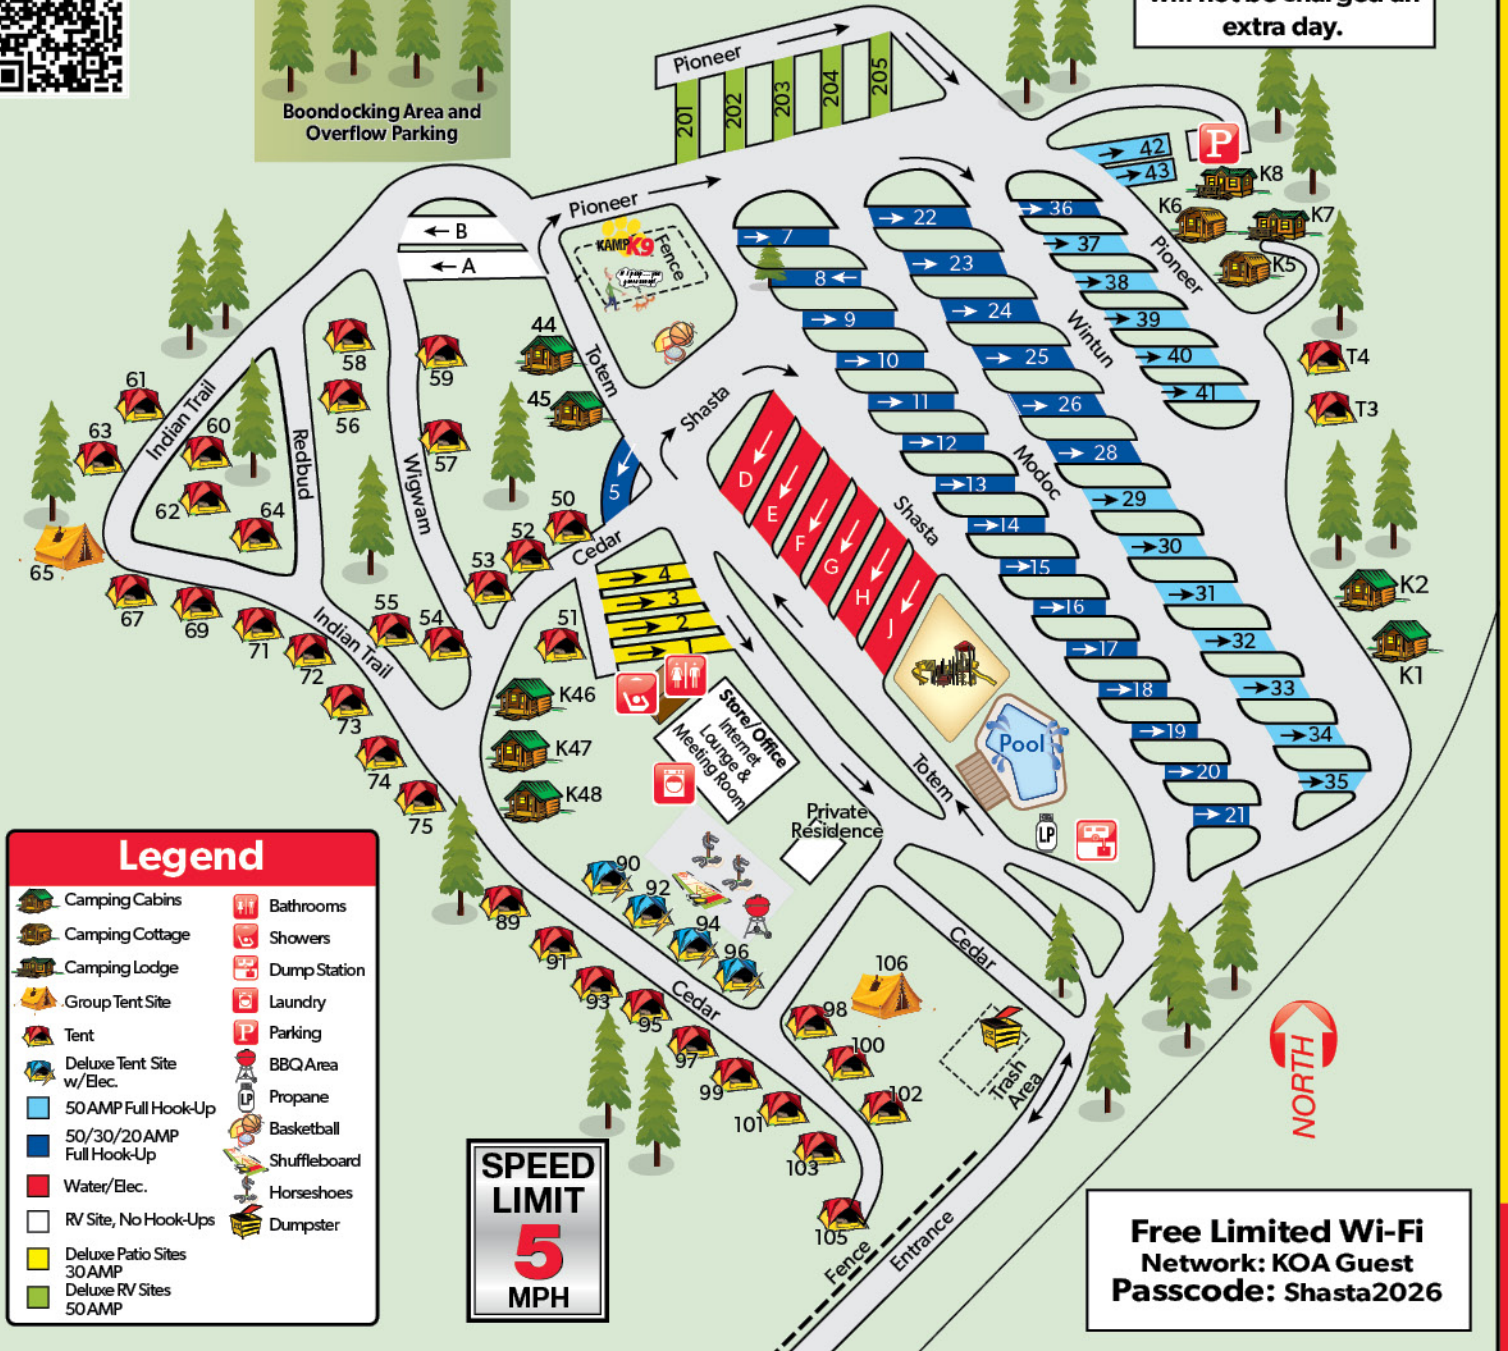 will not be charged an
extra day.
Boondocking Area and
Overflow Parking
Pioneer
201
202
203
204
205
42
43
P
K8
K6
K7
K5
Pioneer
Pioneer
B
A
KAMP K9
Fence
7
8
9
10
11
12
13
14
15
16
17
18
19
20
21
22
23
24
25
26
28
29
30
31
32
33
34
35
36
37
38
39
40
41
Wintun
Modoc
T4
T3
K2
K1
44
45
Totem
Shasta
Shasta
58
59
56
57
61
63
60
62
64
65
Indian Trail
Redbud
Wigwam
5
50
52
53
Cedar
D
E
F
G
H
J
4
3
2
1
67
69
71
72
73
74
75
55
54
51
Indian Trail
K46
K47
K48
Store/Office
Internet
Lounge &
Meeting Room
Private
Residence
Pool
Totem
LP
90
92
94
96
89
91
93
95
97
99
101
103
105
Cedar
Cedar
106
98
100
102
Trash
Area
Fence
Entrance
NORTH
Legend
Camping Cabins
Camping Cottage
Camping Lodge
Group Tent Site
Tent
Deluxe Tent Site
w/Elec.
50 AMP Full Hook-Up
50/30/20 AMP
Full Hook-Up
Water/Elec.
RV Site, No Hook-Ups
Deluxe Patio Sites
30 AMP
Deluxe RV Sites
50 AMP
Bathrooms
Showers
Dump Station
Laundry
P Parking
BBQ Area
LP Propane
Basketball
Shuffleboard
Horseshoes
Dumpster
SPEED
LIMIT
5
MPH
Free Limited Wi-Fi
Network: KOA Guest
Passcode: Shasta2026